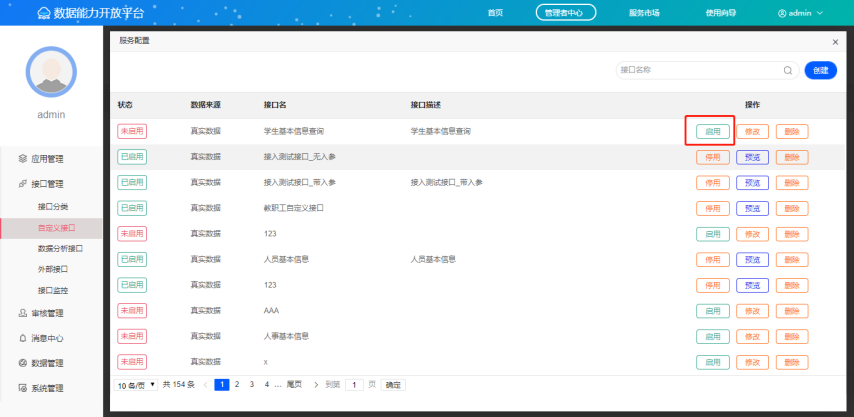 数据能力开放平台 首页 管理者中心 服务市场 使用向导 admin
服务配置 ×
admin
接口名称 创建
状态 数据来源 接口名 接口描述 操作
未启用 真实数据 学生基本信息查询 学生基本信息查询 启用 修改 删除
已启用 真实数据 接入测试接口_无入参 停用 预览 删除
已启用 真实数据 接入测试接口_带入参 接入测试接口_带入参 停用 预览 删除
已启用 真实数据 教职工自定义接口 停用 预览 删除
未启用 真实数据 123 启用 修改 删除
已启用 真实数据 人员基本信息 人员基本信息 停用 预览 删除
已启用 真实数据 123 停用 预览 删除
未启用 真实数据 AAA 启用 修改 删除
未启用 真实数据 人事基本信息 启用 修改 删除
未启用 真实数据 x 启用 修改 删除
10 条/页 共 154 条 1 2 3 4 ... 尾页 到第 1 页 确定
应用管理
接口管理
接口分类
自定义接口
数据分析接口
外部接口
接口监控
审核管理
消息中心
数据管理
系统管理